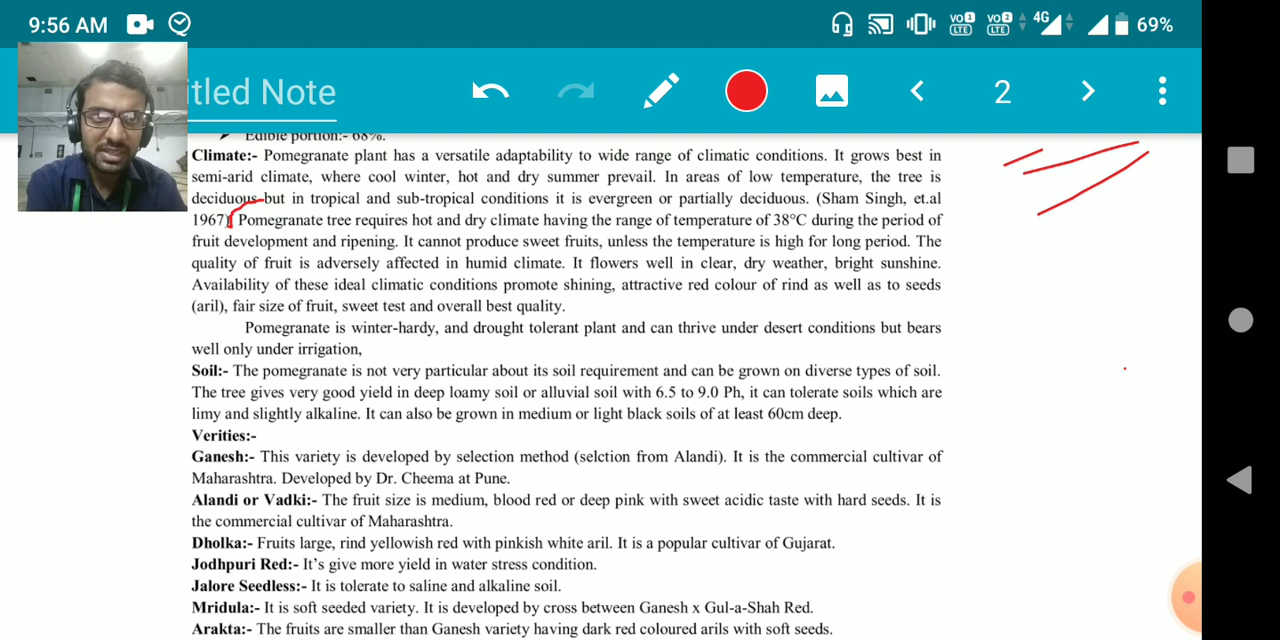 9:56 AM
VO 1 LTE VO 2 LTE 4G 69%
itled Note
2
➤ Edible portion:- 68%.
Climate:- Pomegranate plant has a versatile adaptability to wide range of climatic conditions. It grows best in
semi-arid climate, where cool winter, hot and dry summer prevail. In areas of low temperature, the tree is
deciduous but in tropical and sub-tropical conditions it is evergreen or partially deciduous. (Sham Singh, et.al
1967) Pomegranate tree requires hot and dry climate having the range of temperature of 38°C during the period of
fruit development and ripening. It cannot produce sweet fruits, unless the temperature is high for long period. The
quality of fruit is adversely affected in humid climate. It flowers well in clear, dry weather, bright sunshine.
Availability of these ideal climatic conditions promote shining, attractive red colour of rind as well as to seeds
(aril), fair size of fruit, sweet test and overall best quality.
Pomegranate is winter-hardy, and drought tolerant plant and can thrive under desert conditions but bears
well only under irrigation,
Soil:- The pomegranate is not very particular about its soil requirement and can be grown on diverse types of soil.
The tree gives very good yield in deep loamy soil or alluvial soil with 6.5 to 9.0 Ph, it can tolerate soils which are
limy and slightly alkaline. It can also be grown in medium or light black soils of at least 60cm deep.
Verities:-
Ganesh:- This variety is developed by selection method (selction from Alandi). It is the commercial cultivar of
Maharashtra. Developed by Dr. Cheema at Pune.
Alandi or Vadki:- The fruit size is medium, blood red or deep pink with sweet acidic taste with hard seeds. It is
the commercial cultivar of Maharashtra.
Dholka:- Fruits large, rind yellowish red with pinkish white aril. It is a popular cultivar of Gujarat.
Jodhpuri Red:- It's give more yield in water stress condition.
Jalore Seedless:- It is tolerate to saline and alkaline soil.
Mridula:- It is soft seeded variety. It is developed by cross between Ganesh x Gul-a-Shah Red.
Arakta:- The fruits are smaller than Ganesh variety having dark red coloured arils with soft seeds.